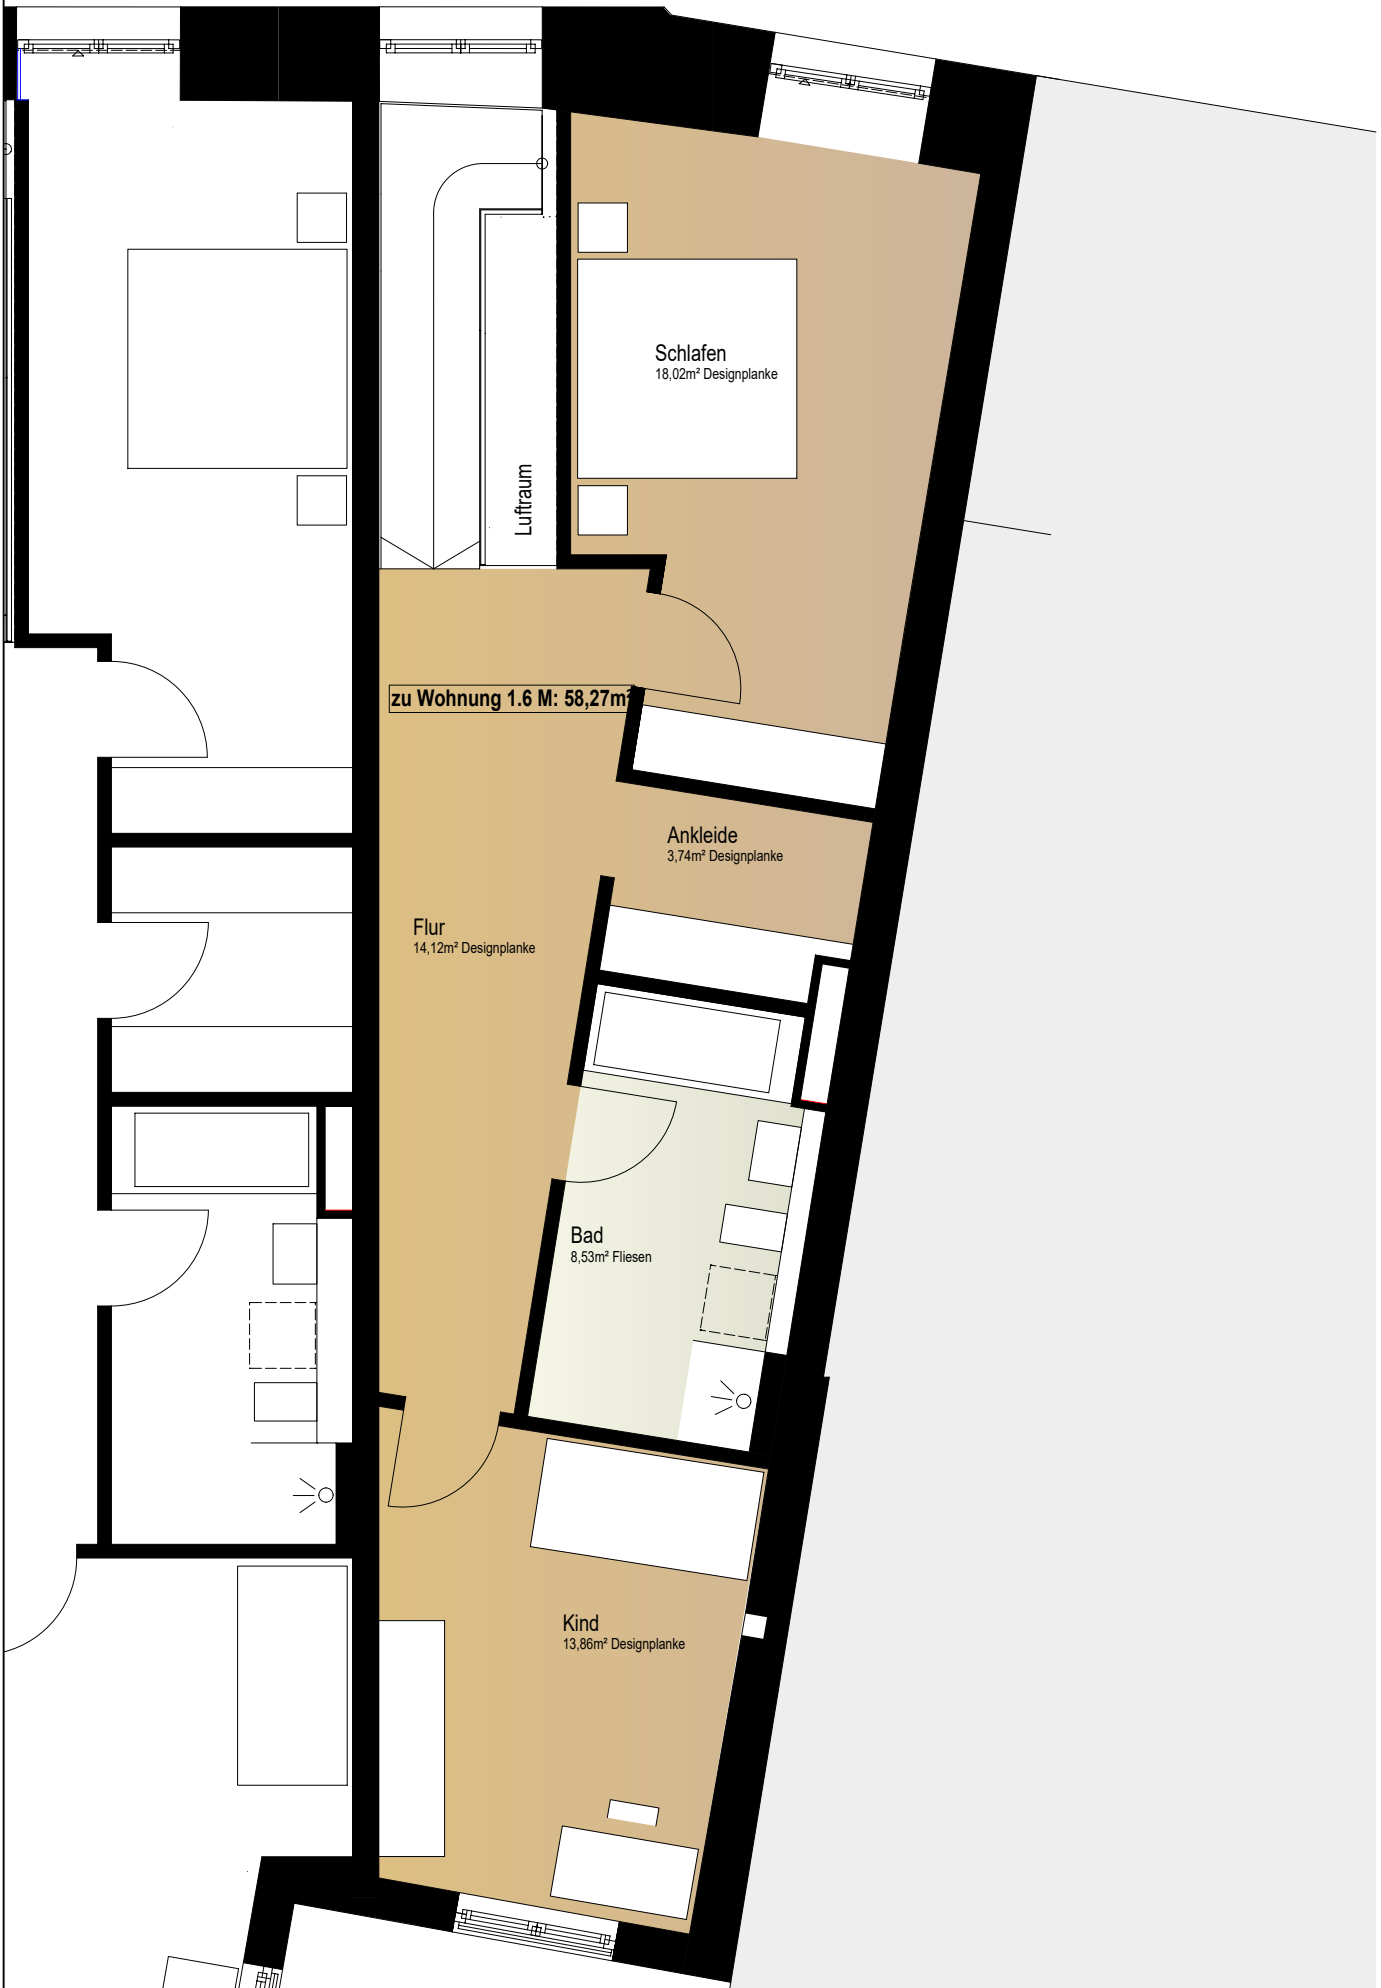 Schlafen
18,02m² Designplanke
Luftraum
zu Wohnung 1.6 M: 58,27m²
Ankleide
3,74m² Designplanke
Flur
14,12m² Designplanke
Bad
8,53m² Fliesen
Kind
13,86m² Designplanke